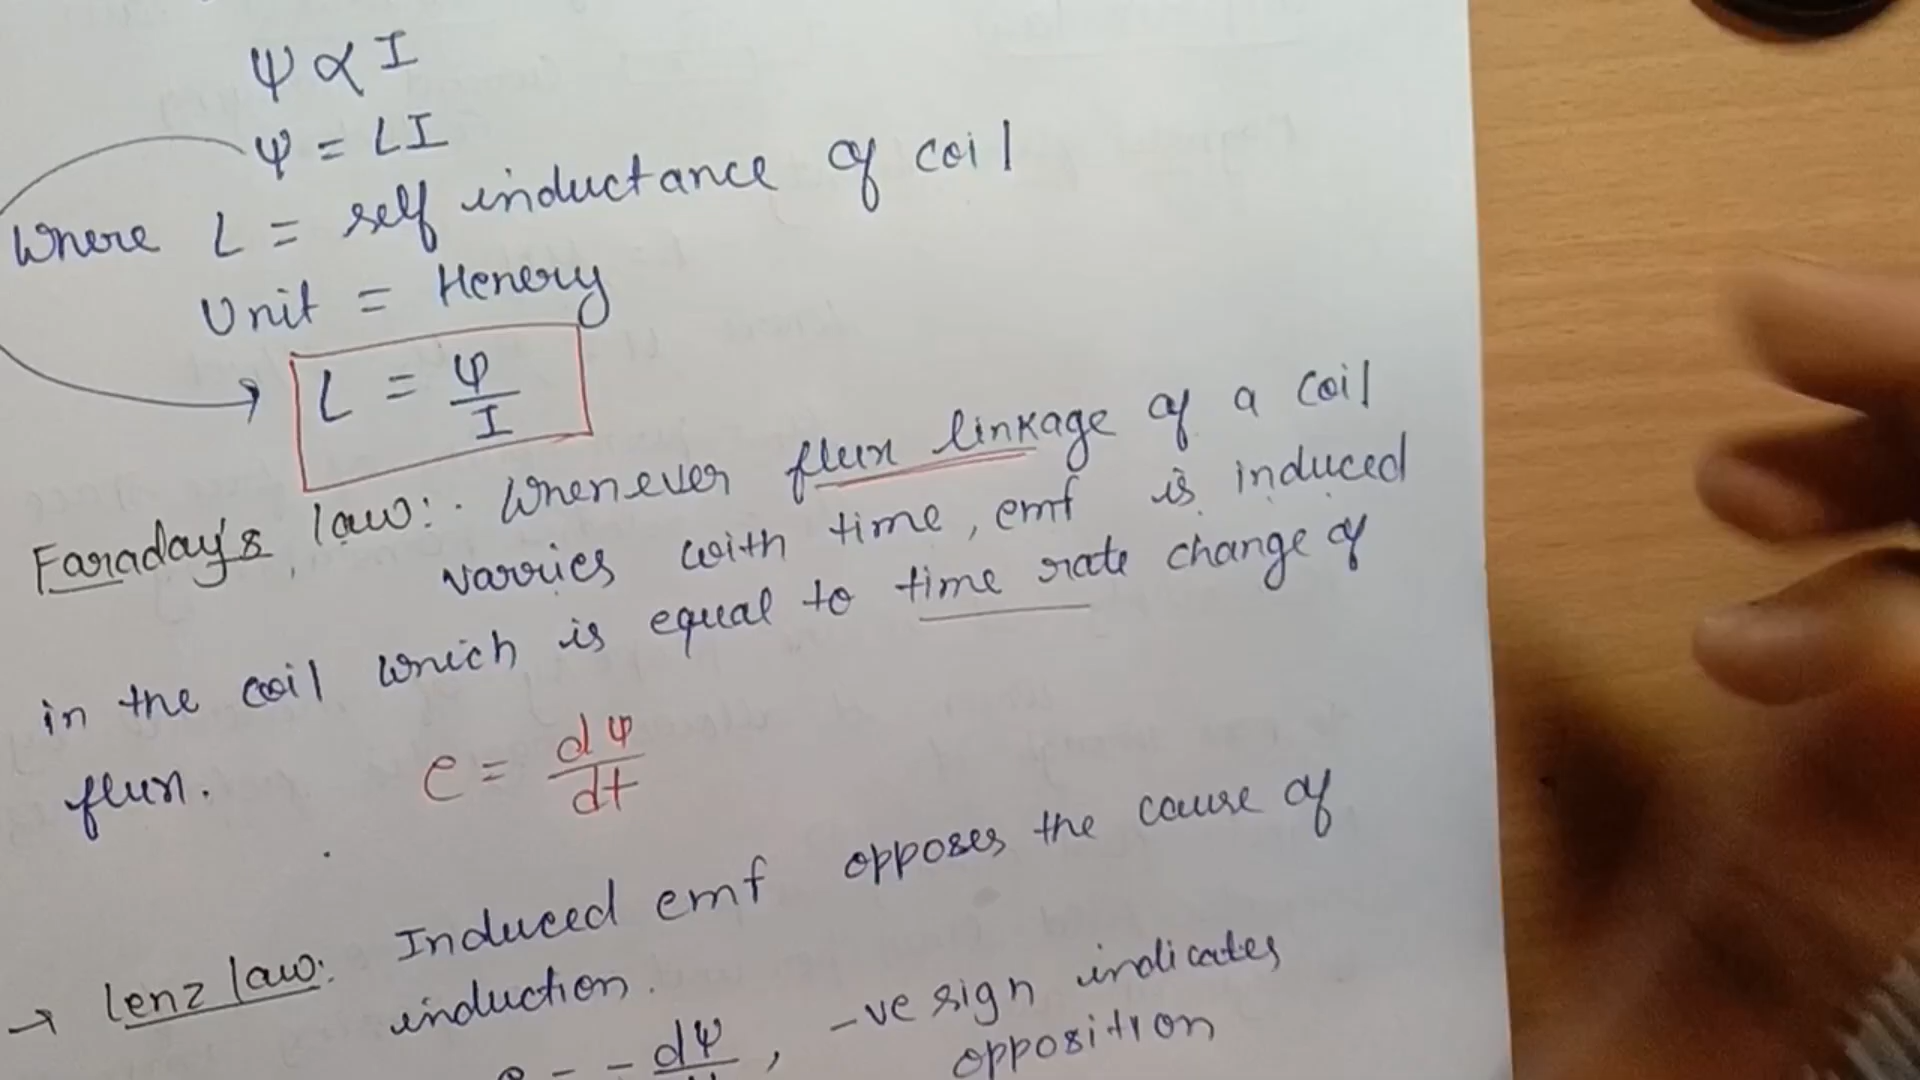 ψ ∝ I
ψ = LI
Where L = self inductance of coil
Unit = Henery
L = ψ/I
Faraday's law:. Whenever flux linkage of a coil
varries with time, emf is induced
in the coil which is equal to time rate change of
flux.
e = dψ/dt
→ lenz law: Induced emf opposes the cause of
induction.
e = - dψ/dt, -ve sign indicates
opposition